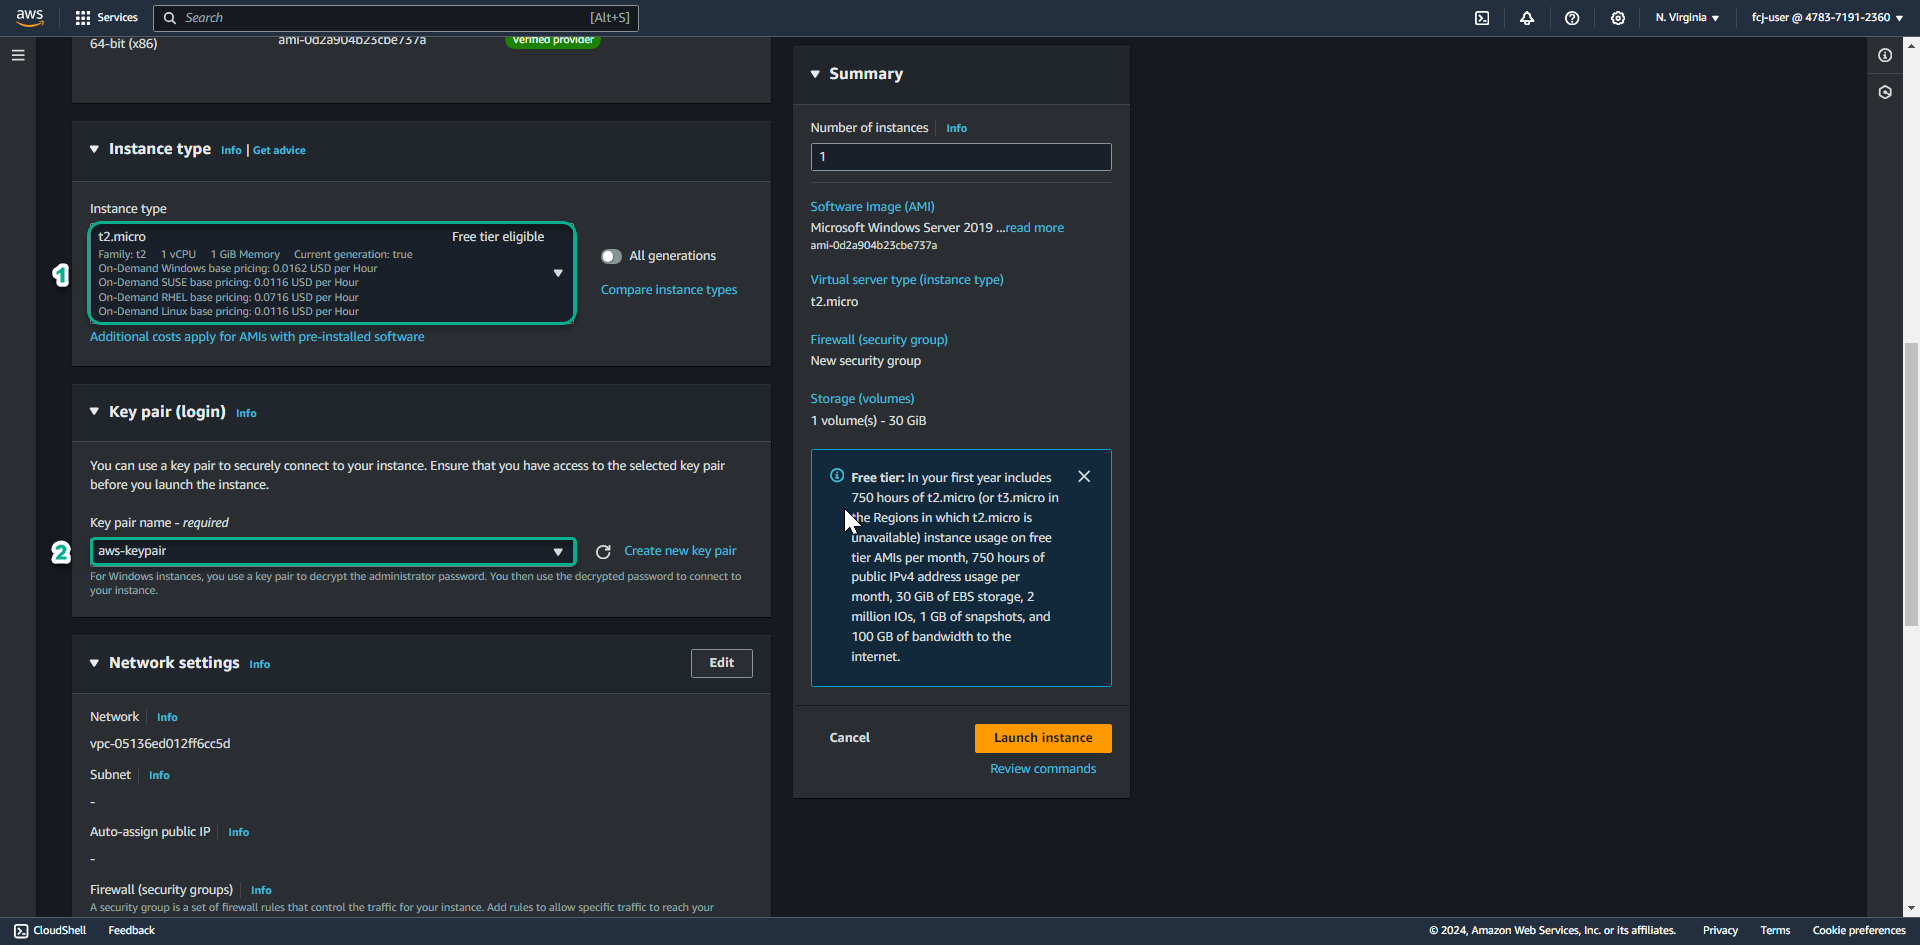 aws
Services
Search
[Alt+S]
N. Virginia
fcj-user @ 4783-7191-2360
64-bit (x86)
ami-0d2a904b23cbe737a
Verified provider
Instance type
Info | Get advice
Instance type
t2.micro
Free tier eligible
Family: t2 1 vCPU 1 GiB Memory Current generation: true
On-Demand Windows base pricing: 0.0162 USD per Hour
On-Demand SUSE base pricing: 0.0116 USD per Hour
On-Demand RHEL base pricing: 0.0716 USD per Hour
On-Demand Linux base pricing: 0.0116 USD per Hour
1
All generations
Compare instance types
Additional costs apply for AMIs with pre-installed software
Key pair (login)
Info
You can use a key pair to securely connect to your instance. Ensure that you have access to the selected key pair
before you launch the instance.
Key pair name - required
2
aws-keypair
Create new key pair
For Windows instances, you use a key pair to decrypt the administrator password. You then use the decrypted password to connect to
your instance.
Network settings
Info
Edit
Network
Info
vpc-05136ed012ff6cc5d
Subnet
Info
-
Auto-assign public IP
Info
-
Firewall (security groups)
Info
A security group is a set of firewall rules that control the traffic for your instance. Add rules to allow specific traffic to reach your
Summary
Number of instances
Info
1
Software Image (AMI)
Microsoft Windows Server 2019 ...read more
ami-0d2a904b23cbe737a
Virtual server type (instance type)
t2.micro
Firewall (security group)
New security group
Storage (volumes)
1 volume(s) - 30 GiB
Free tier: In your first year includes
750 hours of t2.micro (or t3.micro in
the Regions in which t2.micro is
unavailable) instance usage on free
tier AMIs per month, 750 hours of
public IPv4 address usage per
month, 30 GiB of EBS storage, 2
million IOs, 1 GB of snapshots, and
100 GB of bandwidth to the
internet.
Cancel
Launch instance
Review commands
CloudShell
Feedback
© 2024, Amazon Web Services, Inc. or its affiliates.
Privacy
Terms
Cookie preferences